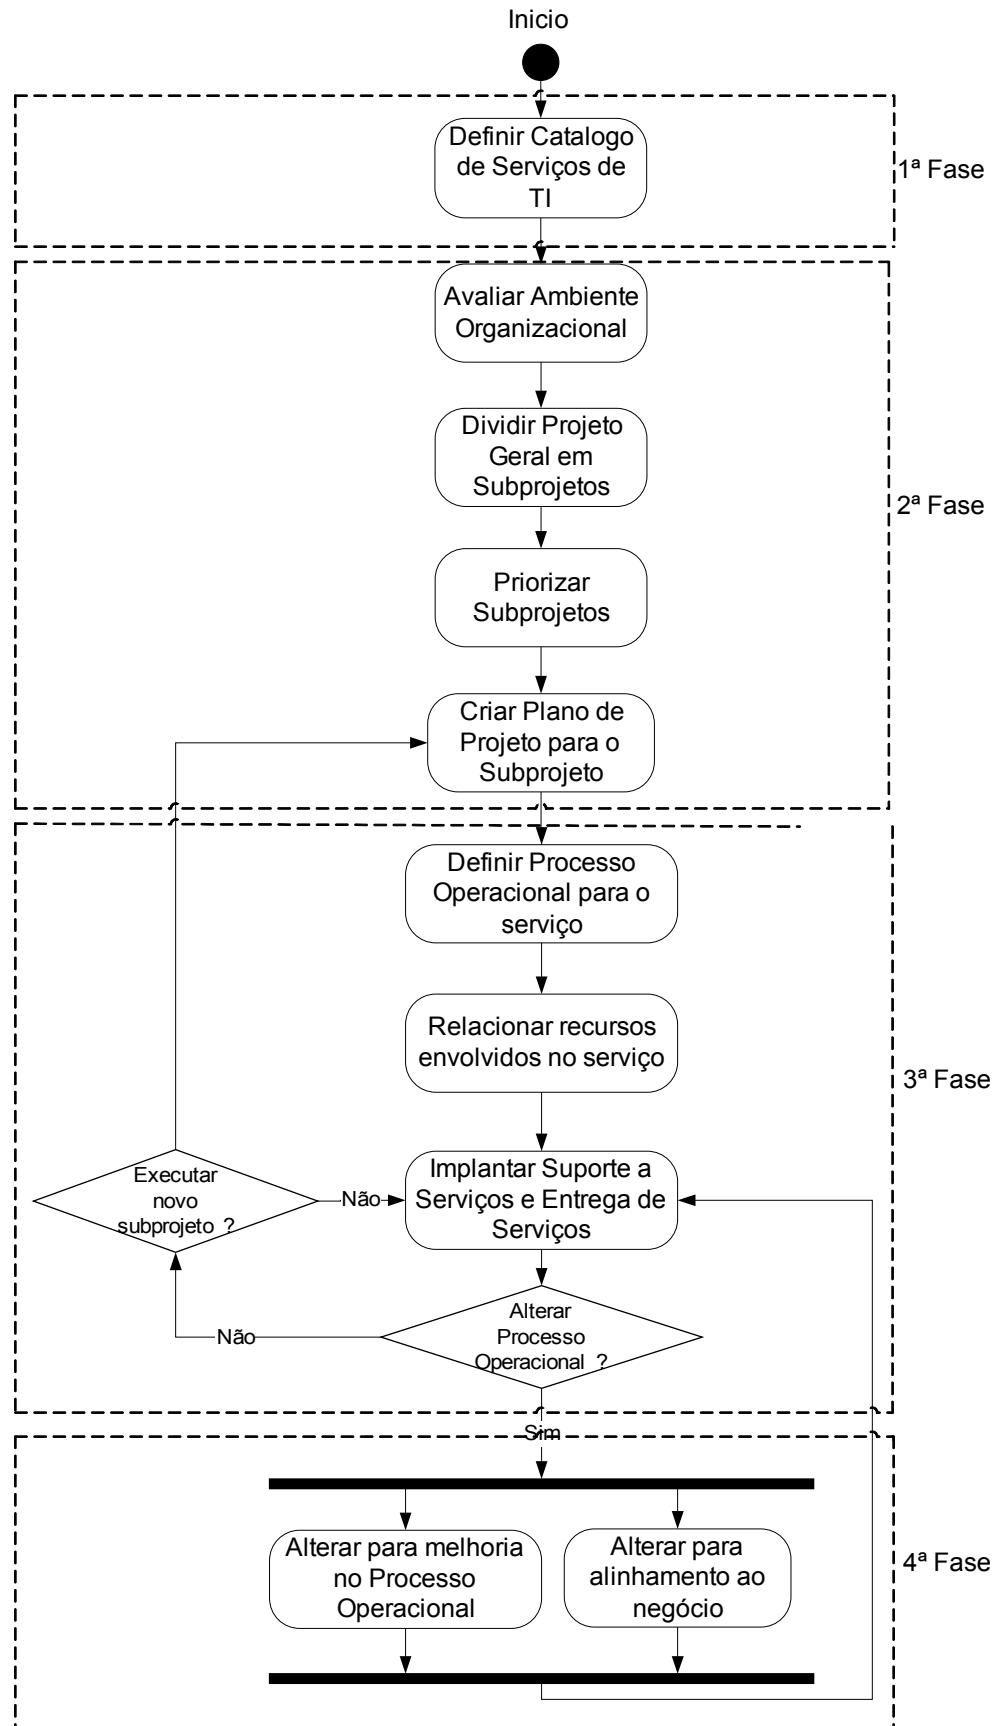 Inicio
Definir Catalogo
de Serviços de
TI
1ª Fase
Avaliar Ambiente
Organizacional
Dividir Projeto
Geral em
Subprojetos
2ª Fase
Priorizar
Subprojetos
Criar Plano de
Projeto para o
Subprojeto
Definir Processo
Operacional para o
serviço
Relacionar recursos
envolvidos no serviço
3ª Fase
Executar
novo
subprojeto ?
Não
Implantar Suporte a
Serviços e Entrega de
Serviços
Não
Alterar
Processo
Operacional ?
Sim
Alterar para melhoria
no Processo
Operacional
Alterar para
alinhamento ao
negócio
4ª Fase